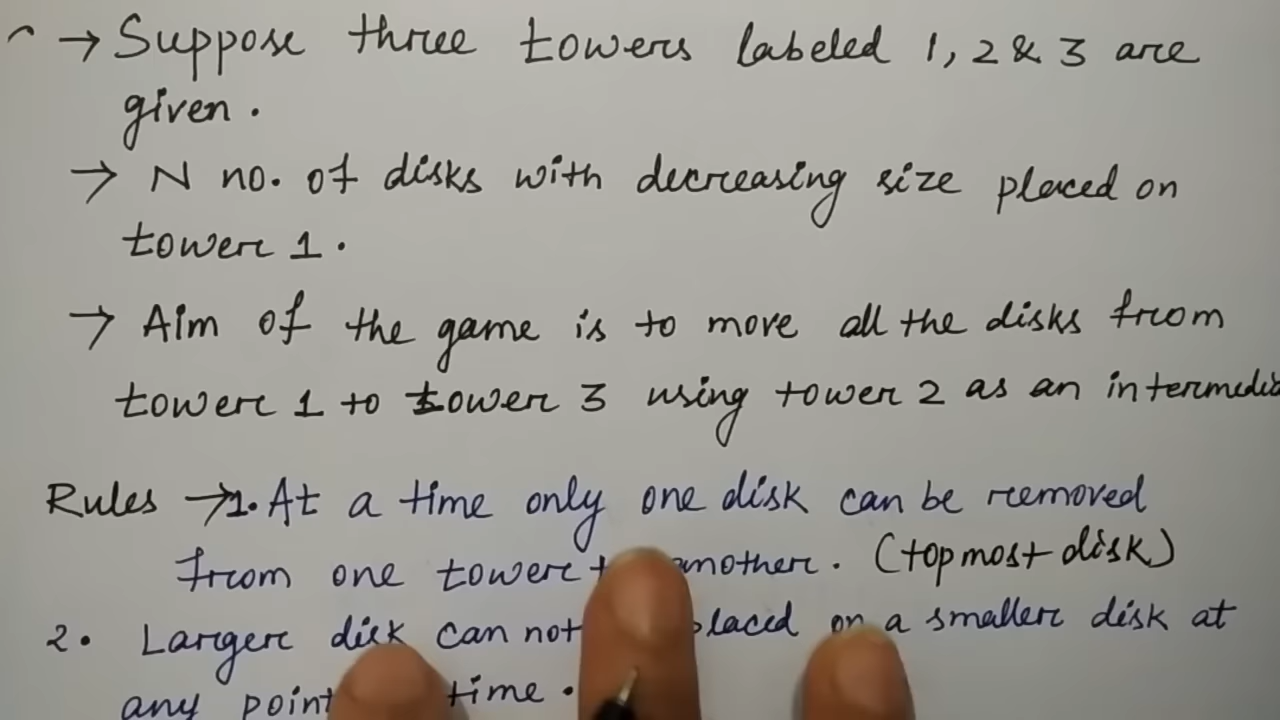 → Suppose three towers labeled 1, 2 & 3 are
given.
→ N no. of disks with decreasing size placed on
tower 1.
→ Aim of the game is to move all the disks from
tower 1 to tower 3 using tower 2 as an intermedia
Rules → 1. At a time only one disk can be removed
from one tower another. (topmost disk)
2. Larger disk can not placed on a smaller disk at
any point time.